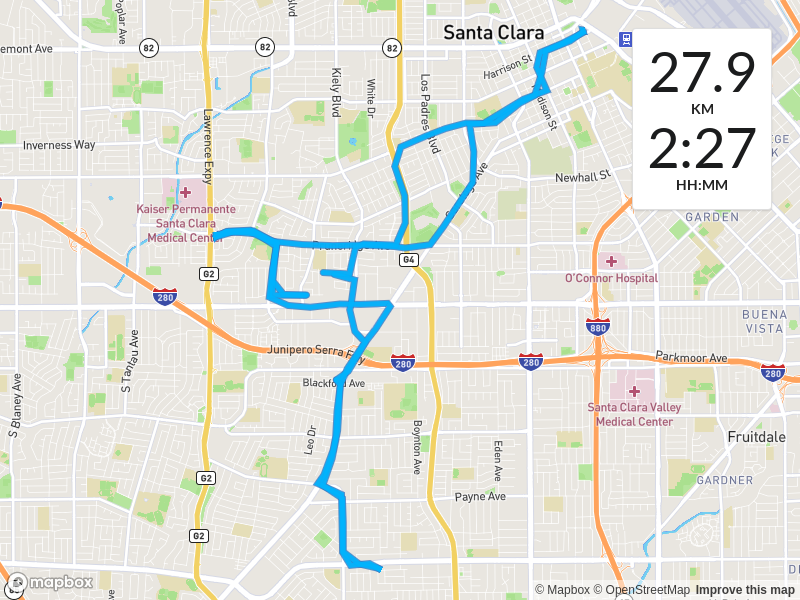 Santa Clara
27.9
KM
2:27
HH:MM
Poplar Ave
Blvd
emont Ave
82
82
82
Harrison St
Kiely Blvd
White Dr
Los Padres Blvd
Madison St
Lawrence Expy
Inverness Way
Newhall St
Kaiser Permanente
Santa Clara
Medical Center
GARDEN
G2
G4
O'Connor Hospital
280
880
BUENA
VISTA
S Tantau Ave
Junipero Serra Fwy
280
280
Parkmoor Ave
280
Blackford Ave
S Blaney Ave
Santa Clara Valley
Medical Center
Fruitdale
Leo Dr
Boynton Ave
Eden Ave
G2
GARDNER
Payne Ave
G2
mapbox
© Mapbox © OpenStreetMap Improve this map